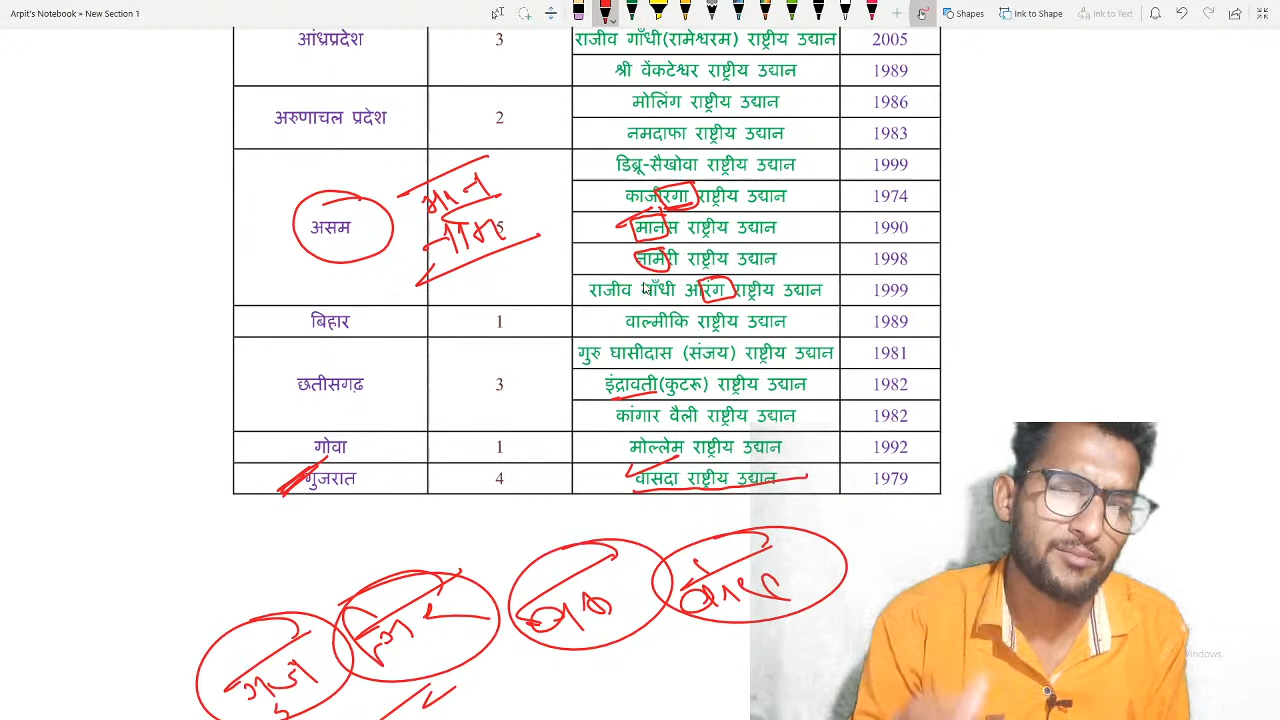 Arpit's Notebook » New Section 1
Shapes Ink to Shape Ink to Text
आंध्रप्रदेश 3 राजीव गाँधी(रामेश्वरम) राष्ट्रीय उद्यान 2005
श्री वेंकटेश्वर राष्ट्रीय उद्यान 1989
अरुणाचल प्रदेश 2 मोलिंग राष्ट्रीय उद्यान 1986
नमदाफा राष्ट्रीय उद्यान 1983
असम 5 डिब्रू-सैखोवा राष्ट्रीय उद्यान 1999
काजीरंगा राष्ट्रीय उद्यान 1974
मानस राष्ट्रीय उद्यान 1990
नामेरी राष्ट्रीय उद्यान 1998
राजीव गाँधी ओरंग राष्ट्रीय उद्यान 1999
मान
बिहार 1 वाल्मीकि राष्ट्रीय उद्यान 1989
छतीसगढ़ 3 गुरु घासीदास (संजय) राष्ट्रीय उद्यान 1981
इंद्रावती(कुटरू) राष्ट्रीय उद्यान 1982
कांगार वैली राष्ट्रीय उद्यान 1982
गोवा 1 मोल्लेम राष्ट्रीय उद्यान 1992
गुजरात 4 वासदा राष्ट्रीय उद्यान 1979
गिर